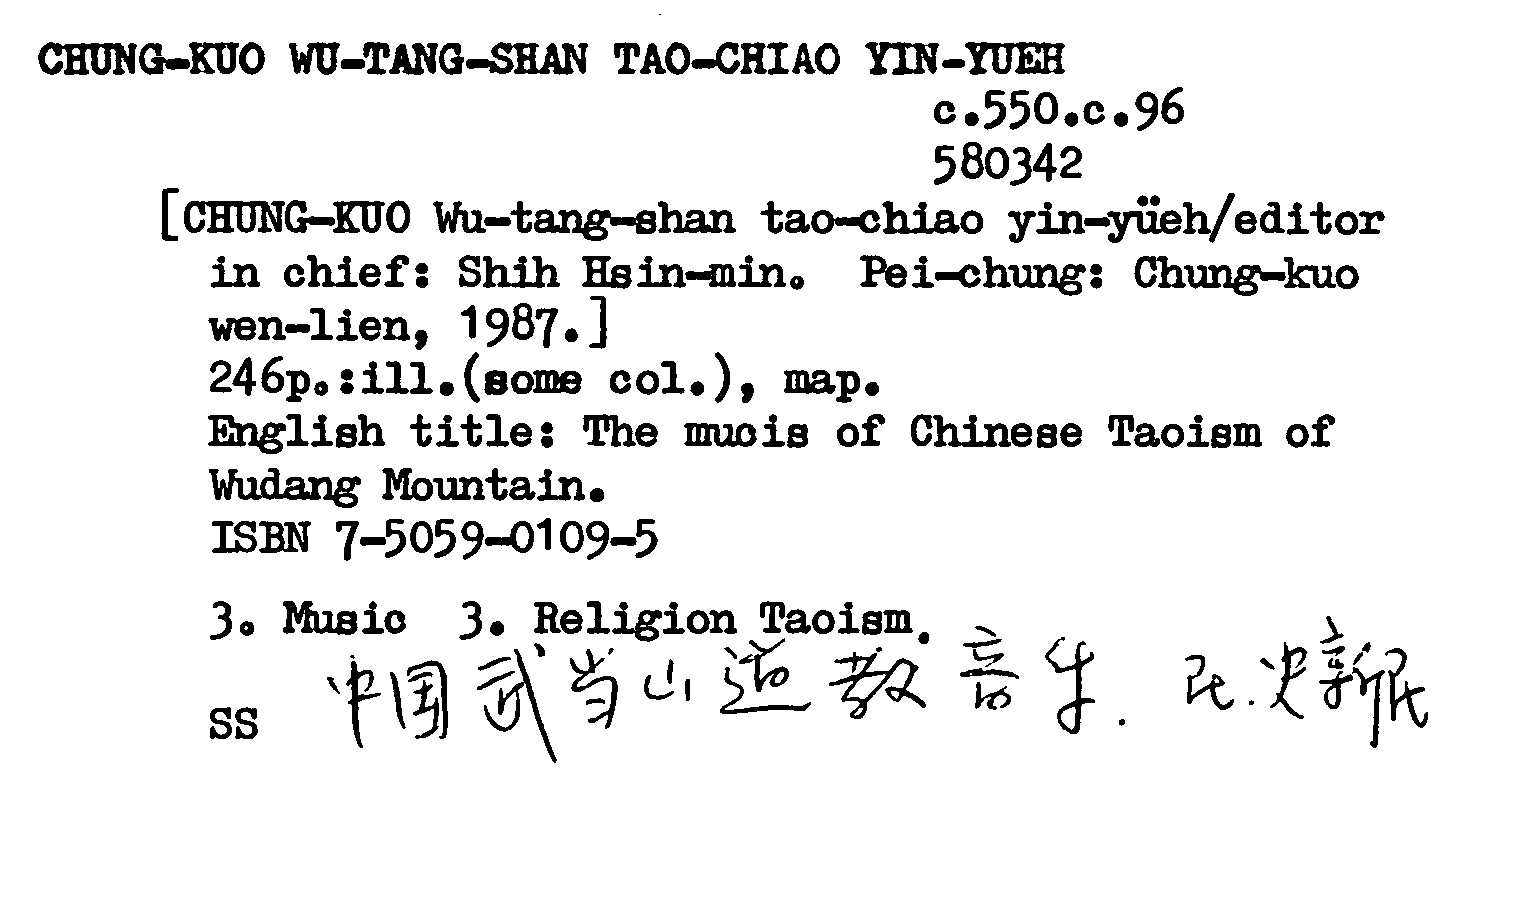 CHUNG-KUO WU-TANG-SHAN TAO-CHIAO YIN-YUEH
c.550.c.96
580342
[CHUNG-KUO Wu-tang-shan tao-chiao yin-yüeh/editor
in chief: Shih Hsin-min. Pei-chung: Chung-kuo
wen-lien, 1987.]
246p.:ill.(some col.), map.
English title: The mucis of Chinese Taoism of
Wudang Mountain.
ISBN 7-5059-0109-5
3. Music 3. Religion Taoism.
SS 中国武当山道教音乐. 史新民